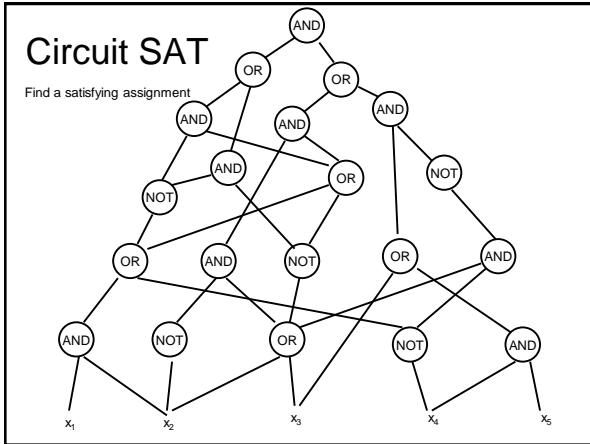 AND
Circuit SAT
OR
OR
Find a satisfying assignment
AND
AND
AND
AND
OR
NOT
NOT
OR
AND
NOT
OR
AND
AND
NOT
OR
NOT
AND
x₁
x₂
x₃
x₄
x₅